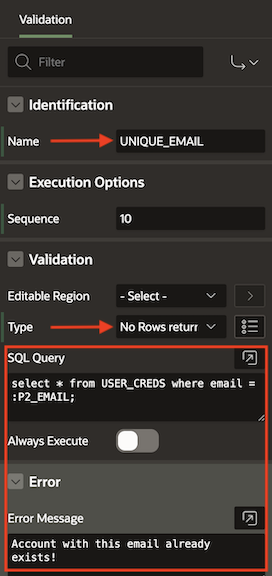 Validation
Filter
Identification
Name UNIQUE_EMAIL
Execution Options
Sequence 10
Validation
Editable Region - Select -
Type No Rows return
SQL Query
select * from USER_CREDS where email =
:P2_EMAIL;
Always Execute
Error
Error Message
Account with this email already
exists!